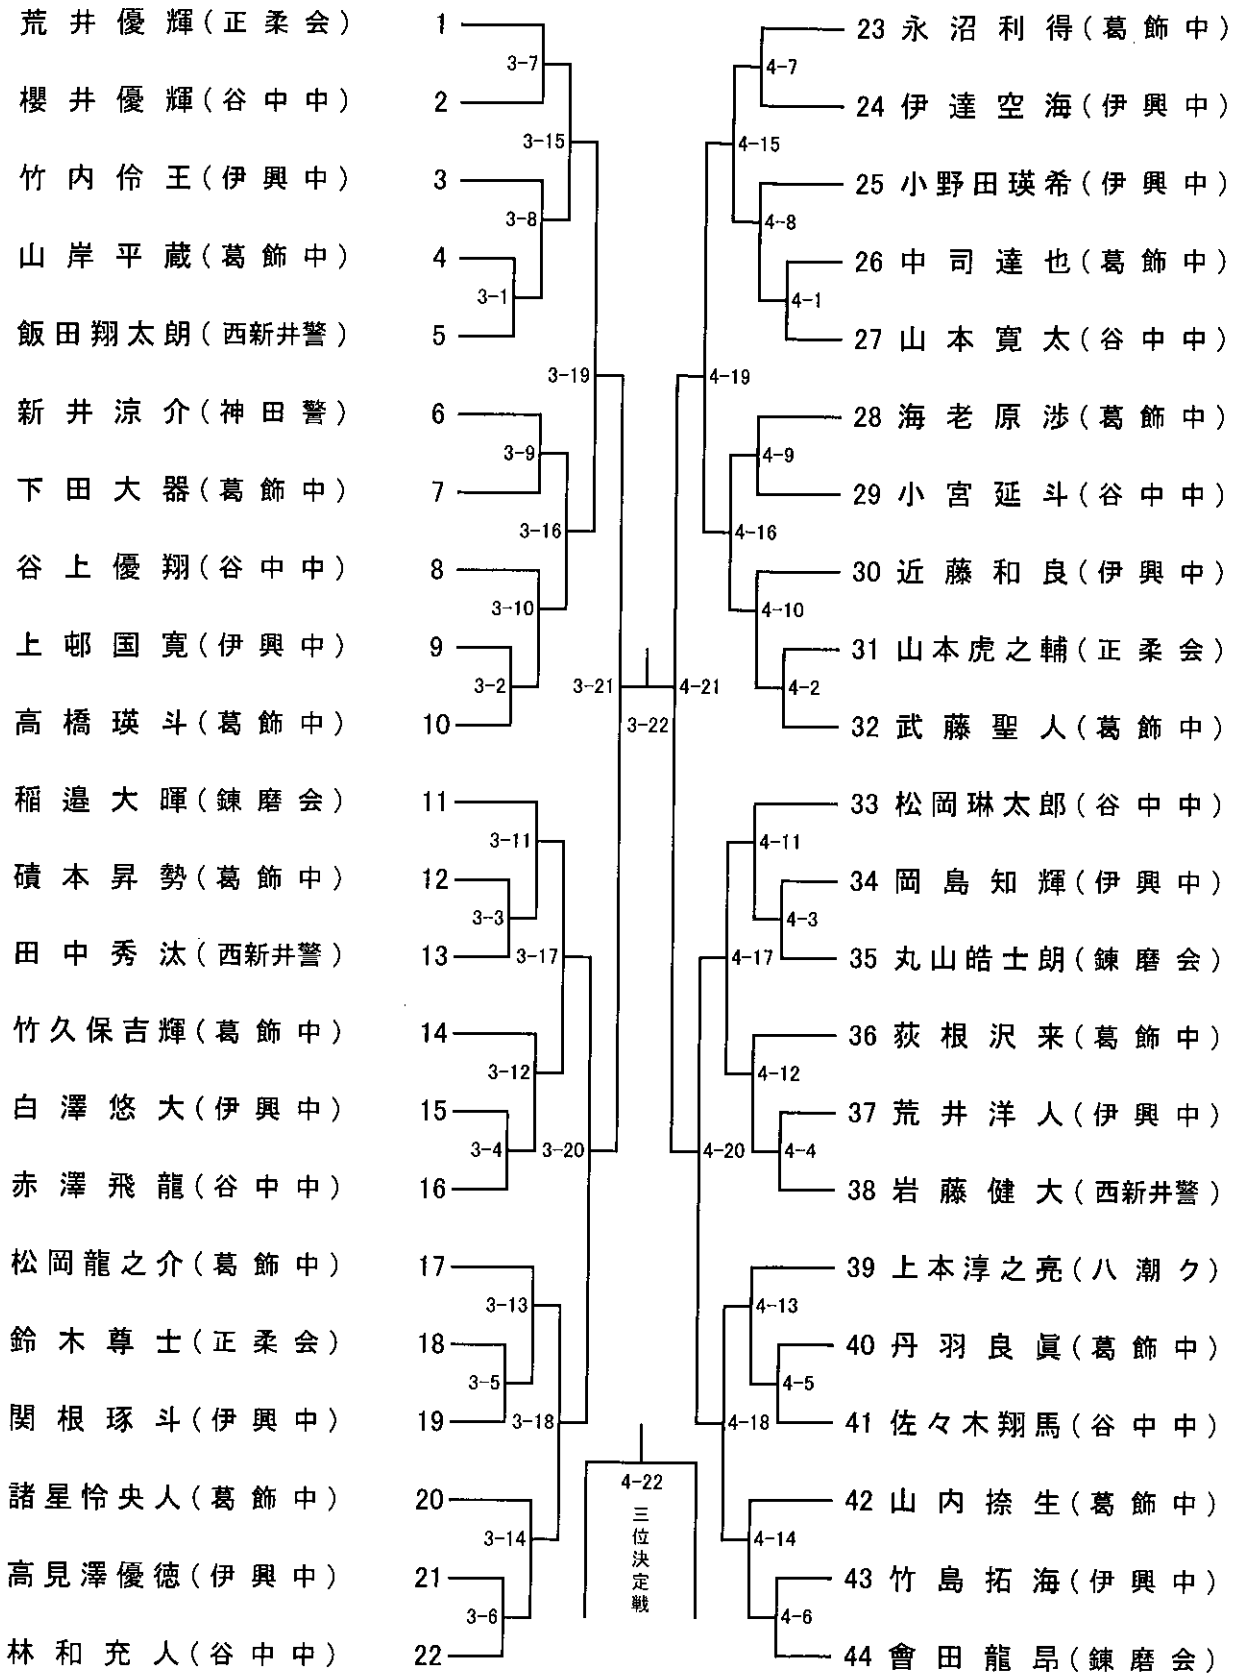 荒井優輝(正柔会) 1
3-7
櫻井優輝(谷中中) 2
3-15
竹内伶王(伊興中) 3
3-8
山岸平蔵(葛飾中) 4
3-1
飯田翔太朗(西新井警) 5
3-19
新井涼介(神田警) 6
3-9
下田大器(葛飾中) 7
3-16
谷上優翔(谷中中) 8
3-10
上邨国寛(伊興中) 9
3-2
3-21
高橋瑛斗(葛飾中) 10
3-22
稲邉大暉(錬磨会) 11
3-11
磧本昇勢(葛飾中) 12
3-3
田中秀汰(西新井警) 13
3-17
竹久保吉輝(葛飾中) 14
3-12
白澤悠大(伊興中) 15
3-4
3-20
赤澤飛龍(谷中中) 16
松岡龍之介(葛飾中) 17
3-13
鈴木尊士(正柔会) 18
3-5
関根琢斗(伊興中) 19
3-18
諸星怜央人(葛飾中) 20
3-14
高見澤優徳(伊興中) 21
3-6
林和充人(谷中中) 22
23 永沼利得(葛飾中)
4-7
24 伊達空海(伊興中)
4-15
25 小野田瑛希(伊興中)
4-8
26 中司達也(葛飾中)
4-1
27 山本寛太(谷中中)
4-19
28 海老原渉(葛飾中)
4-9
29 小宮延斗(谷中中)
4-16
30 近藤和良(伊興中)
4-10
31 山本虎之輔(正柔会)
4-2
4-21
32 武藤聖人(葛飾中)
33 松岡琳太郎(谷中中)
4-11
34 岡島知輝(伊興中)
4-3
35 丸山皓士朗(錬磨会)
4-17
36 荻根沢来(葛飾中)
4-12
37 荒井洋人(伊興中)
4-4
4-20
38 岩藤健大(西新井警)
39 上本淳之亮(八潮ク)
4-13
40 丹羽良眞(葛飾中)
4-5
41 佐々木翔馬(谷中中)
4-18
42 山内捺生(葛飾中)
4-14
43 竹島拓海(伊興中)
4-6
44 會田龍昂(錬磨会)
4-22
三位決定戦